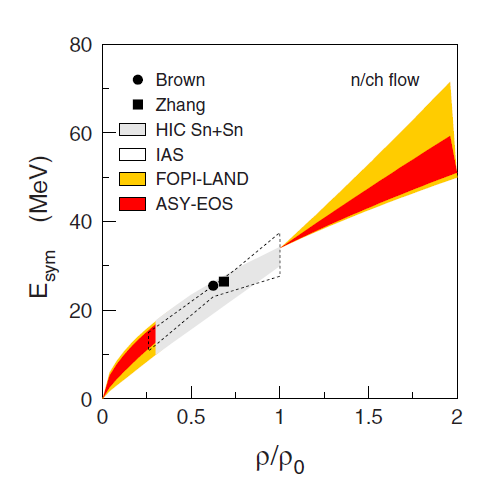 80
60
40
20
0
E_sym (MeV)
Brown
Zhang
HIC Sn+Sn
IAS
FOPI-LAND
ASY-EOS
n/ch flow
0
0.5
1
1.5
2
ρ/ρ₀